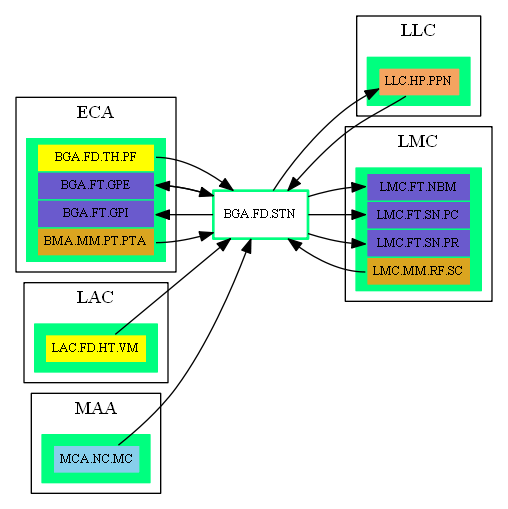 LLC
LLC.HP.PPN
ECA
BGA.FD.TH.PF
BGA.FT.GPE
BGA.FT.GPI
BMA.MM.PT.PTA
BGA.FD.STN
LMC
LMC.FT.NBM
LMC.FT.SN.PC
LMC.FT.SN.PR
LMC.MM.RF.SC
LAC
LAC.FD.HT.VM
MAA
MCA.NC.MC